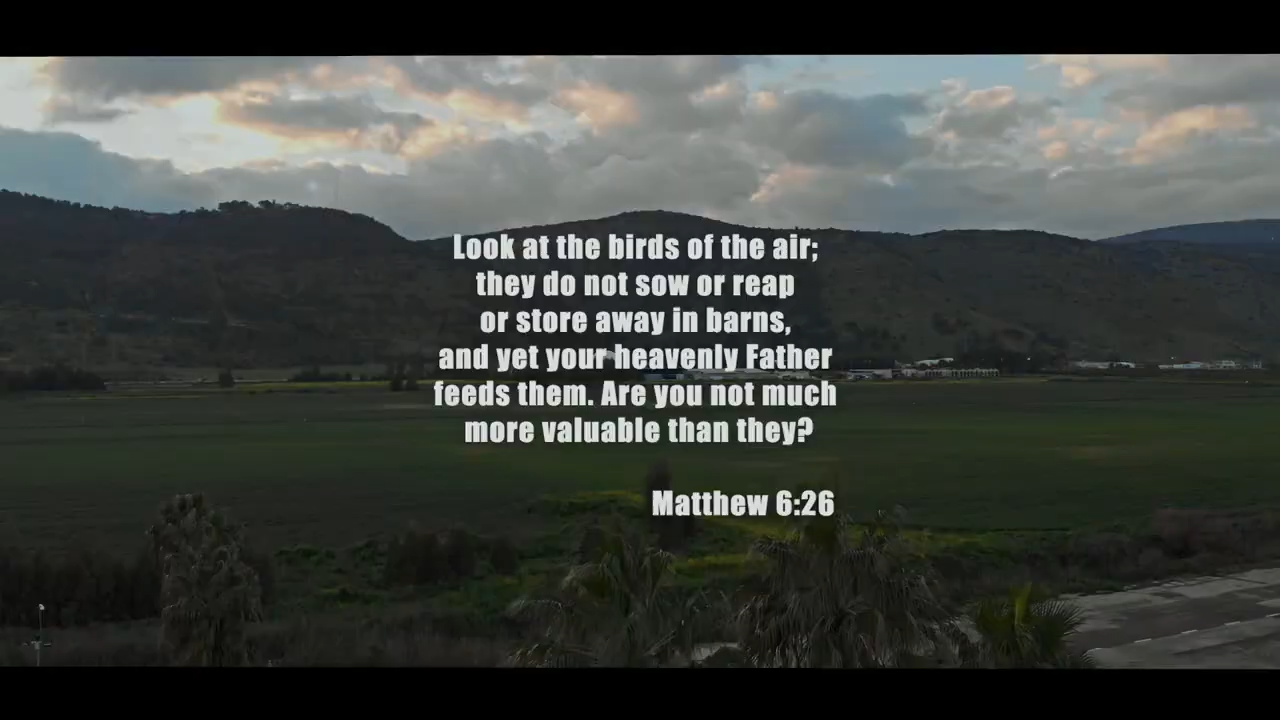 Look at the birds of the air;
they do not sow or reap
or store away in barns,
and yet your heavenly Father
feeds them. Are you not much
more valuable than they?
Matthew 6:26